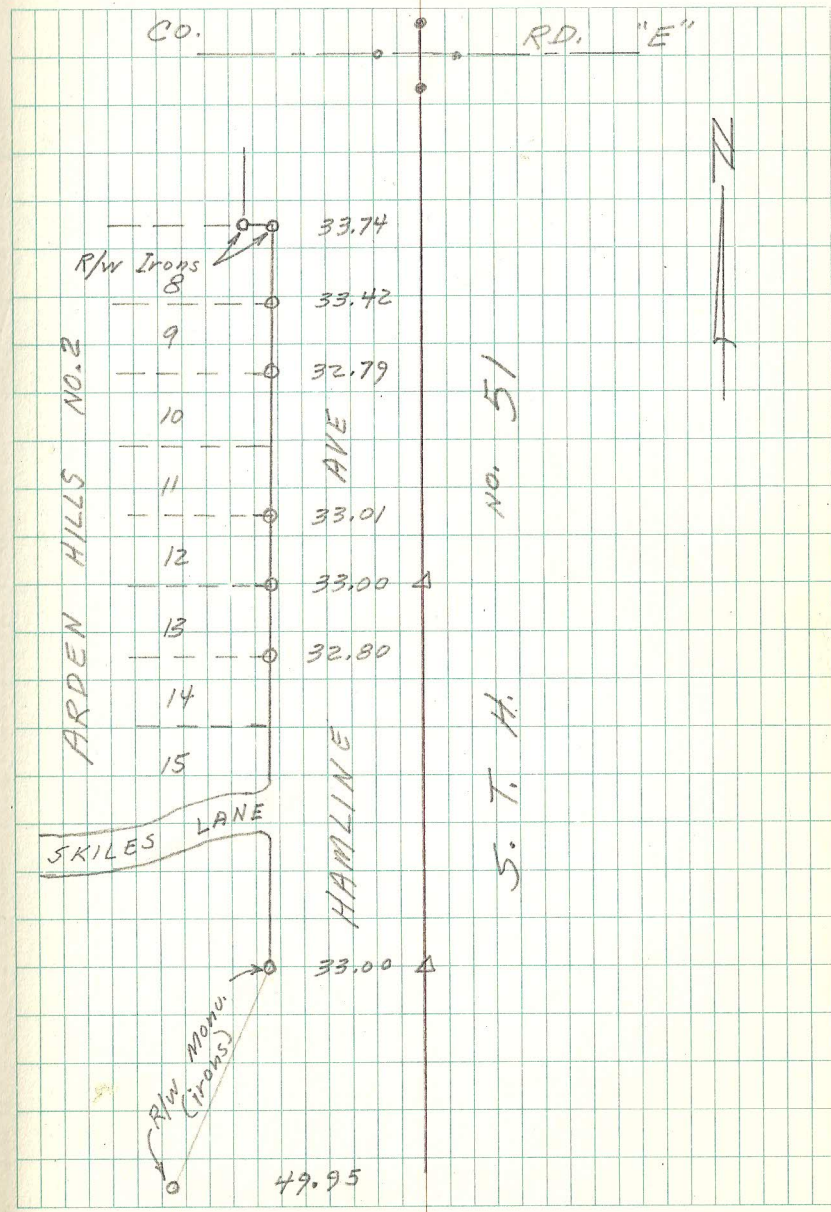 CO. RD. "E"
N
33.74
R/W Irons
8
33.42
9
32.79
10
11
33.01
12
33.00
13
32.80
14
15
ARDEN HILLS NO.2
HAMLINE AVE
S. T. H. NO. 51
SKILES LANE
33.00
R/W Monu.
(irons)
49.95